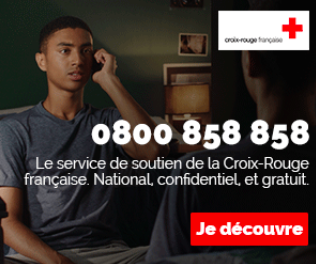 croix-rouge française
0800 858 858
Le service de soutien de la Croix-Rouge
française. National, confidentiel, et gratuit.
Je découvre